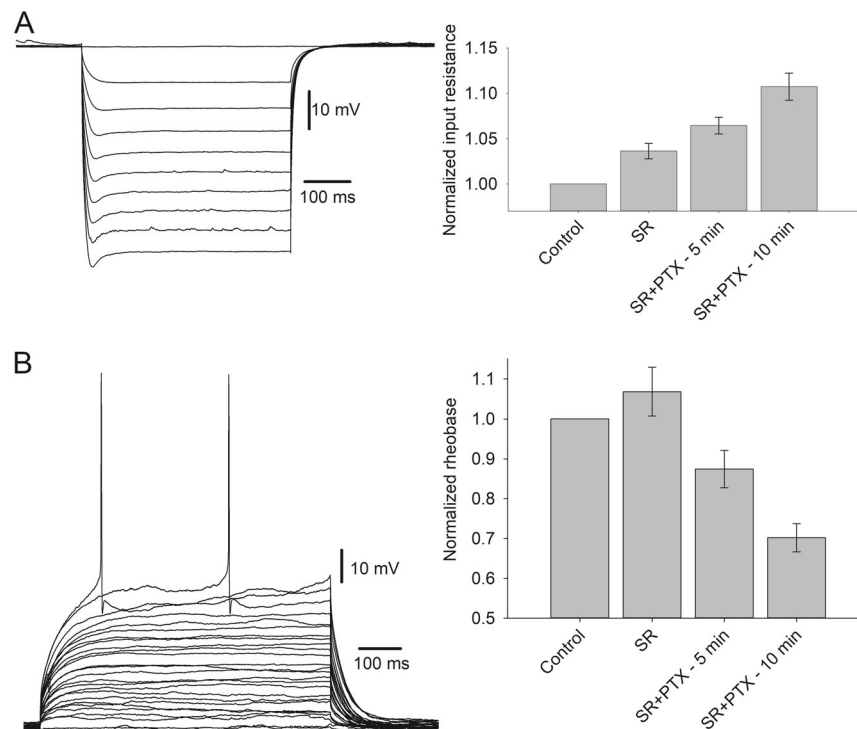 A
10 mV
100 ms
Normalized input resistance
1.15
1.10
1.05
1.00
Control
SR
SR+PTX - 5 min
SR+PTX - 10 min
B
10 mV
100 ms
Normalized rheobase
1.1
1.0
0.9
0.8
0.7
0.6
0.5
Control
SR
SR+PTX - 5 min
SR+PTX - 10 min